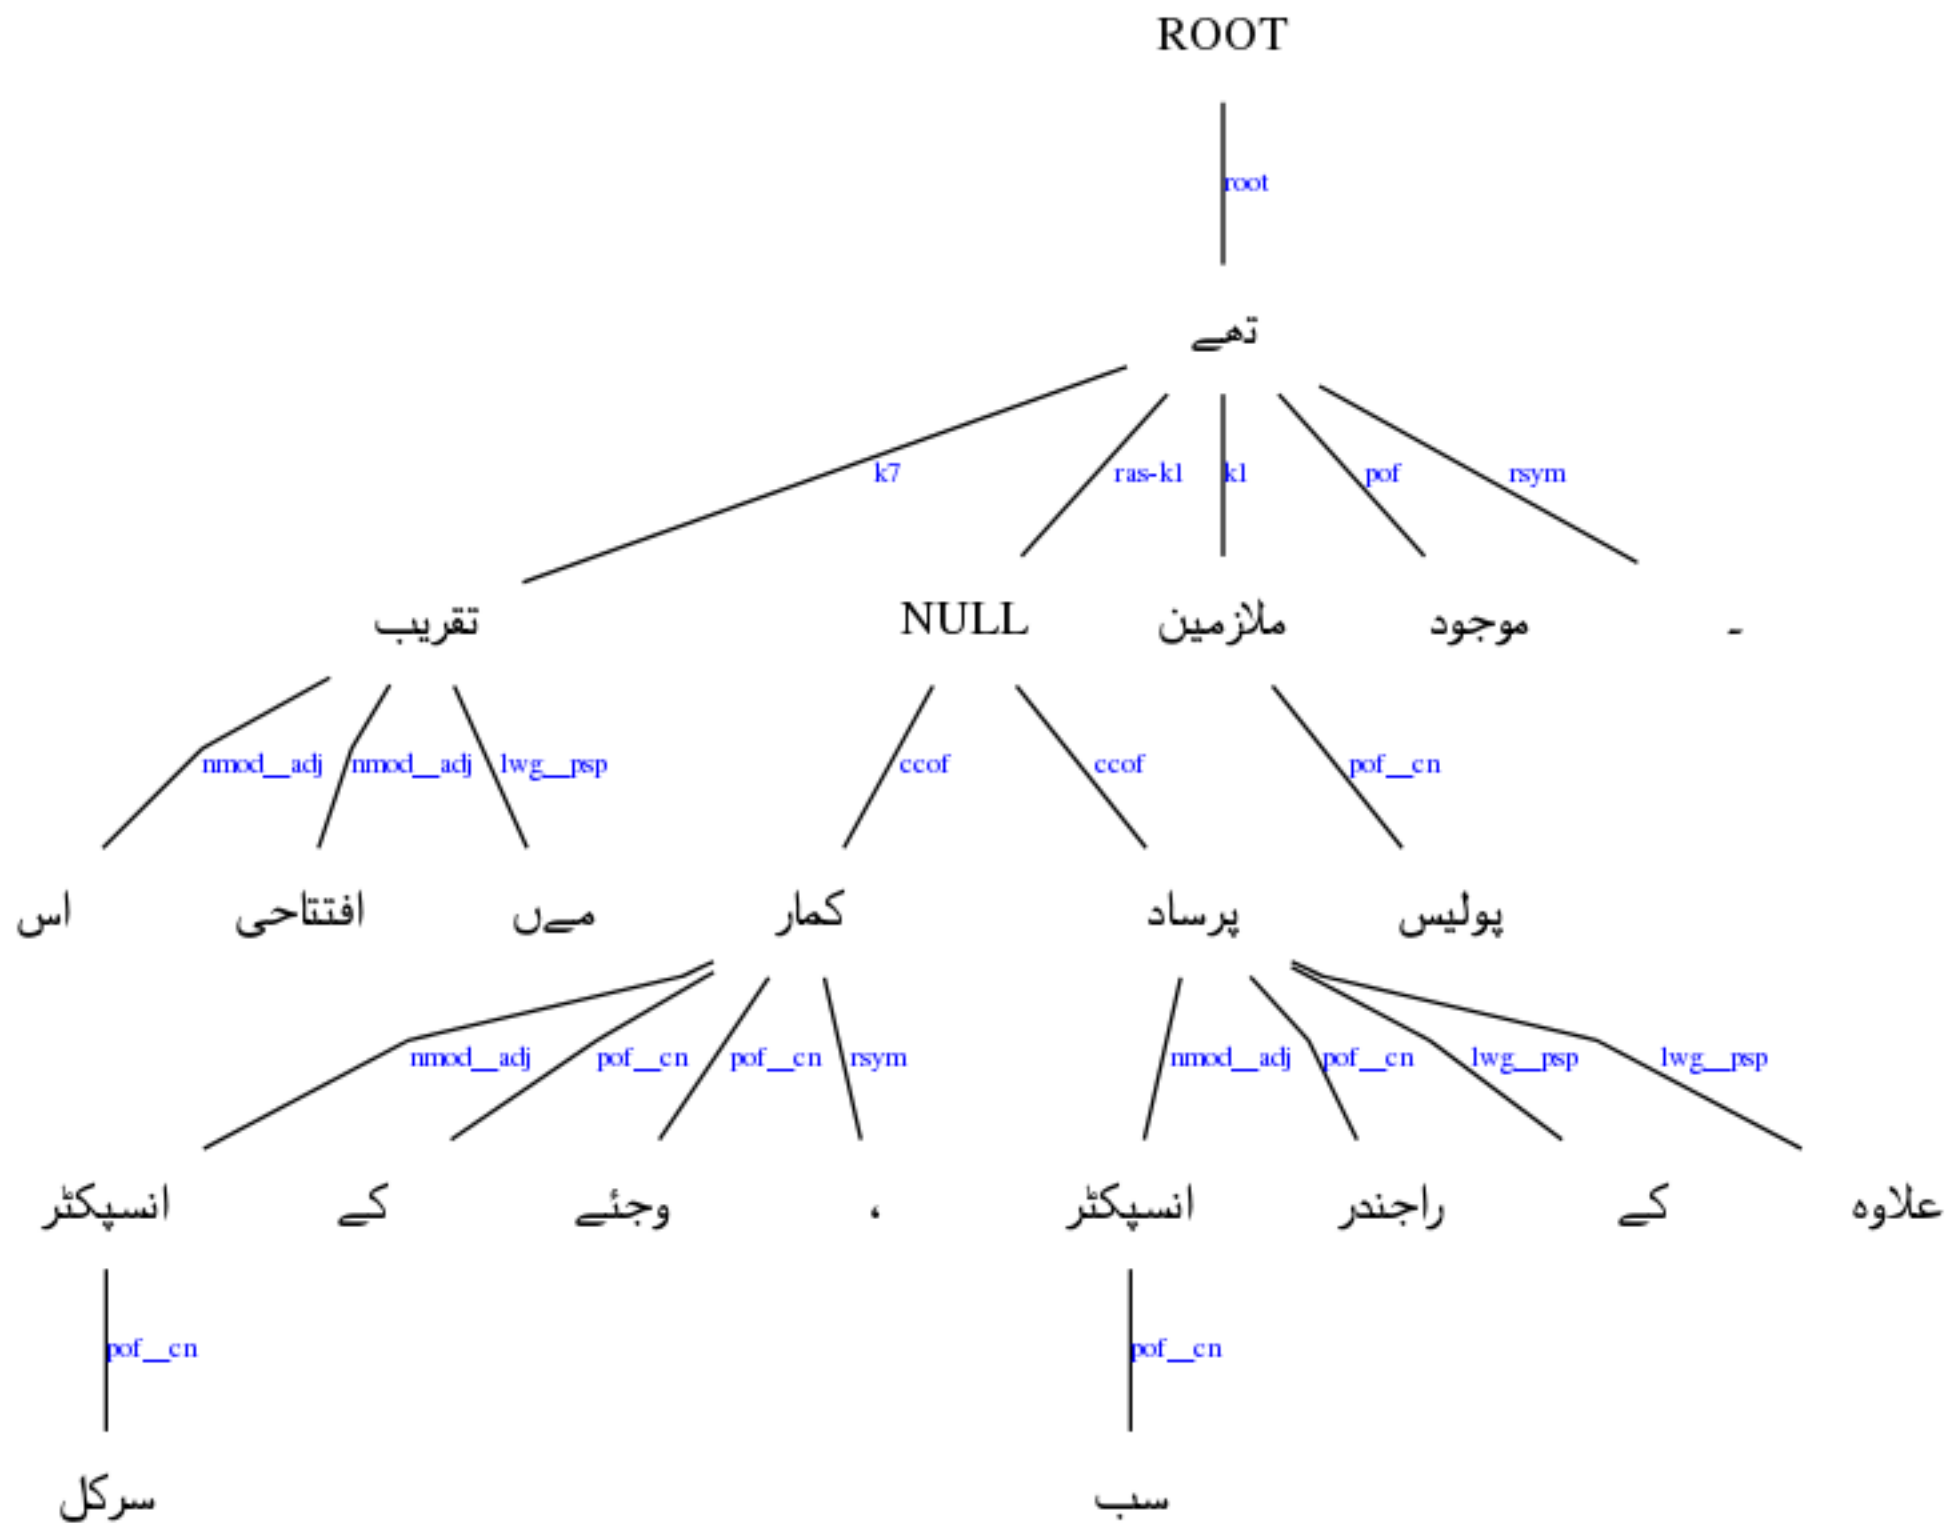 ROOT
root
تھے
k7 ras-k1 k1 pof rsym
تقریب NULL ملازمین موجود ۔
nmod__adj nmod__adj lwg__psp ccof ccof pof__cn
اس افتتاحی مےں کمار پرساد پولیس
nmod__adj pof__cn pof__cn rsym nmod__adj pof__cn lwg__psp lwg__psp
انسپکٹر کے وجئے ، انسپکٹر راجندر کے علاوہ
pof__cn pof__cn
سرکل سب